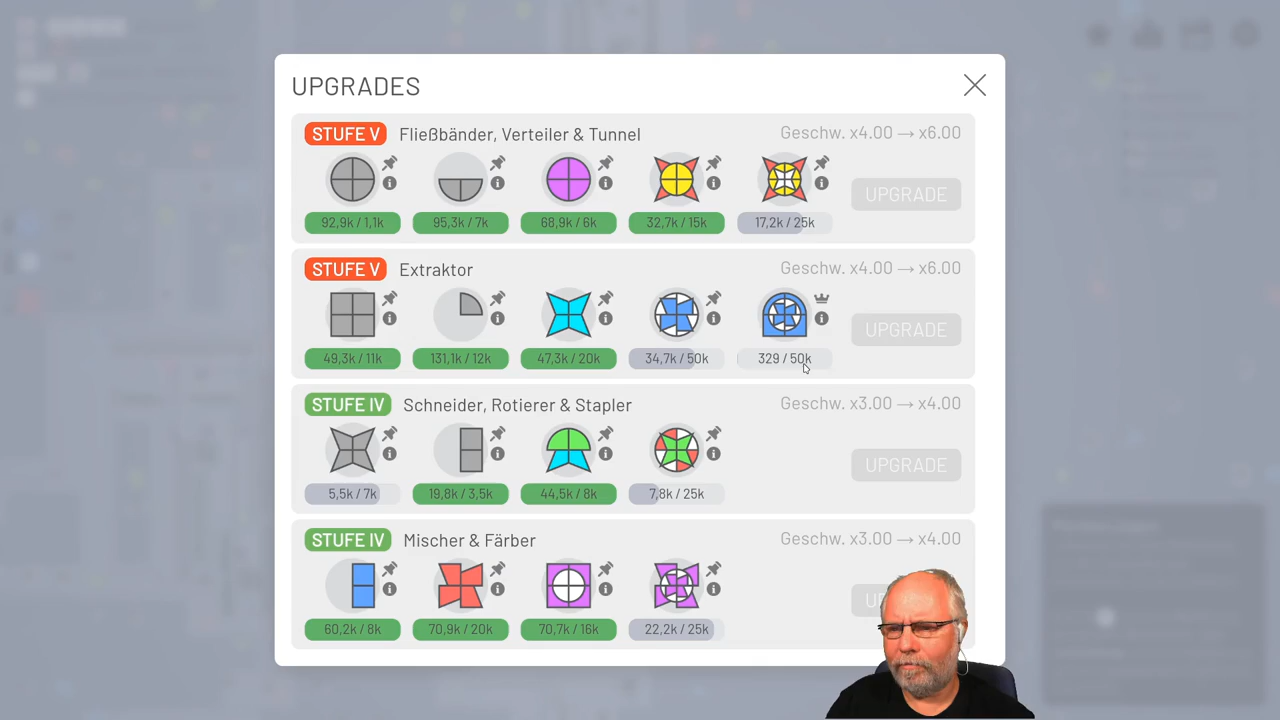 UPGRADES
STUFE V Fließbänder, Verteiler & Tunnel Geschw. x4.00 → x6.00
92,9k / 1,1k 95,3k / 7k 68,9k / 6k 32,7k / 15k 17,2k / 25k
UPGRADE
STUFE V Extraktor Geschw. x4.00 → x6.00
49,3k / 11k 131,1k / 12k 47,3k / 20k 34,7k / 50k 329 / 50k
UPGRADE
STUFE IV Schneider, Rotierer & Stapler Geschw. x3.00 → x4.00
5,5k / 7k 19,8k / 3,5k 44,5k / 8k 7,8k / 25k
UPGRADE
STUFE IV Mischer & Färber Geschw. x3.00 → x4.00
60,2k / 8k 70,9k / 20k 70,7k / 16k 22,2k / 25k